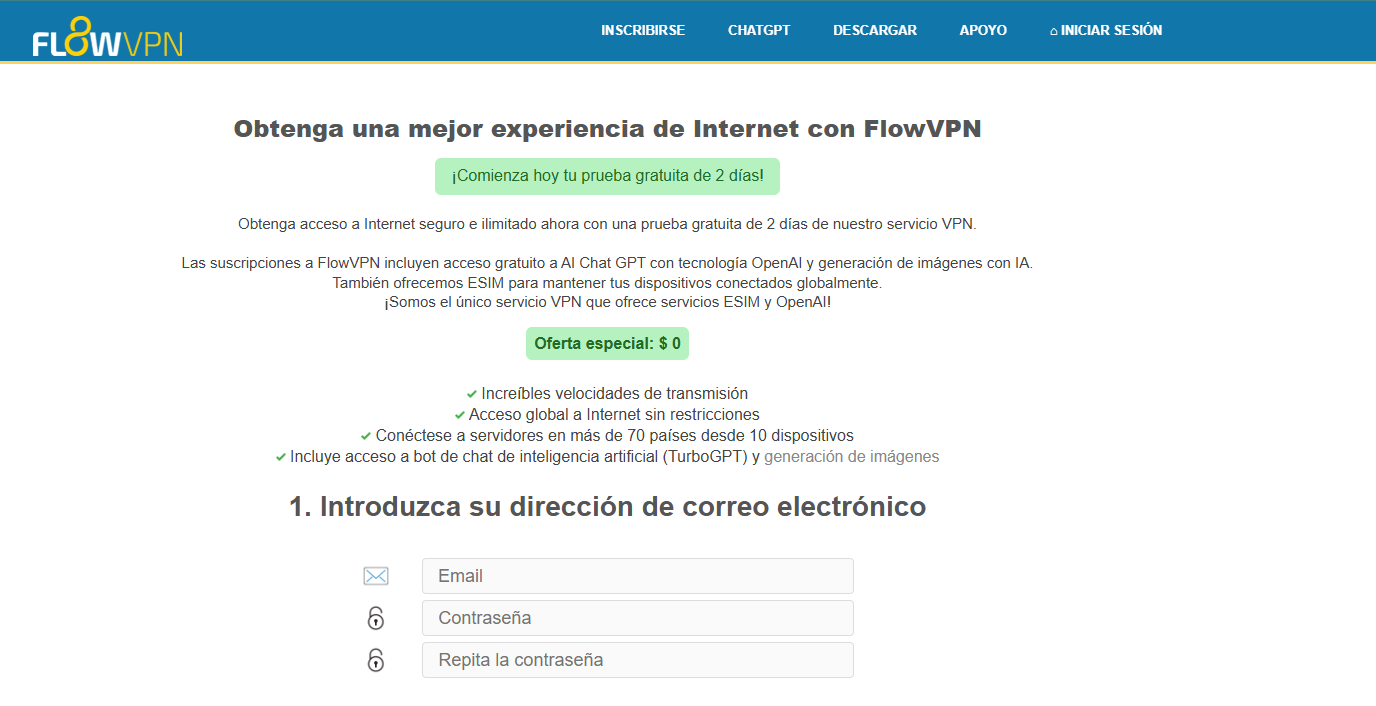 FLOWVPN
INSCRIBIRSE
CHATGPT
DESCARGAR
APOYO
INICIAR SESIÓN
Obtenga una mejor experiencia de Internet con FlowVPN
¡Comienza hoy tu prueba gratuita de 2 días!
Obtenga acceso a Internet seguro e ilimitado ahora con una prueba gratuita de 2 días de nuestro servicio VPN.
Las suscripciones a FlowVPN incluyen acceso gratuito a AI Chat GPT con tecnología OpenAI y generación de imágenes con IA.
También ofrecemos ESIM para mantener tus dispositivos conectados globalmente.
¡Somos el único servicio VPN que ofrece servicios ESIM y OpenAI!
Oferta especial: $ 0
Increíbles velocidades de transmisión
Acceso global a Internet sin restricciones
Conéctese a servidores en más de 70 países desde 10 dispositivos
Incluye acceso a bot de chat de inteligencia artificial (TurboGPT) y generación de imágenes
1. Introduzca su dirección de correo electrónico
Email
Contraseña
Repita la contraseña